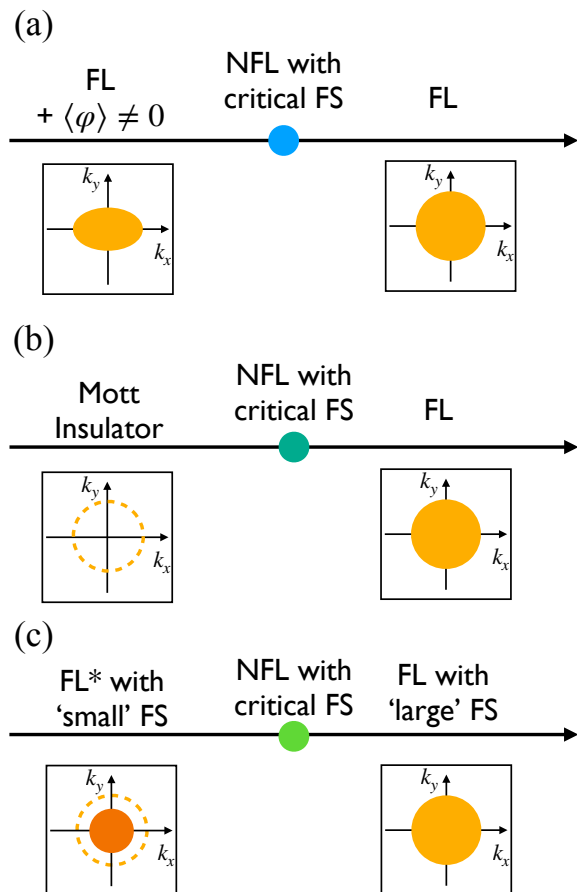 (a)
FL
+ ⟨φ⟩ ≠ 0
NFL with
critical FS
FL
k_y
k_x
k_y
k_x
(b)
Mott
Insulator
NFL with
critical FS
FL
k_y
k_x
k_y
k_x
(c)
FL* with
‘small’ FS
NFL with
critical FS
FL with
‘large’ FS
k_y
k_x
k_y
k_x